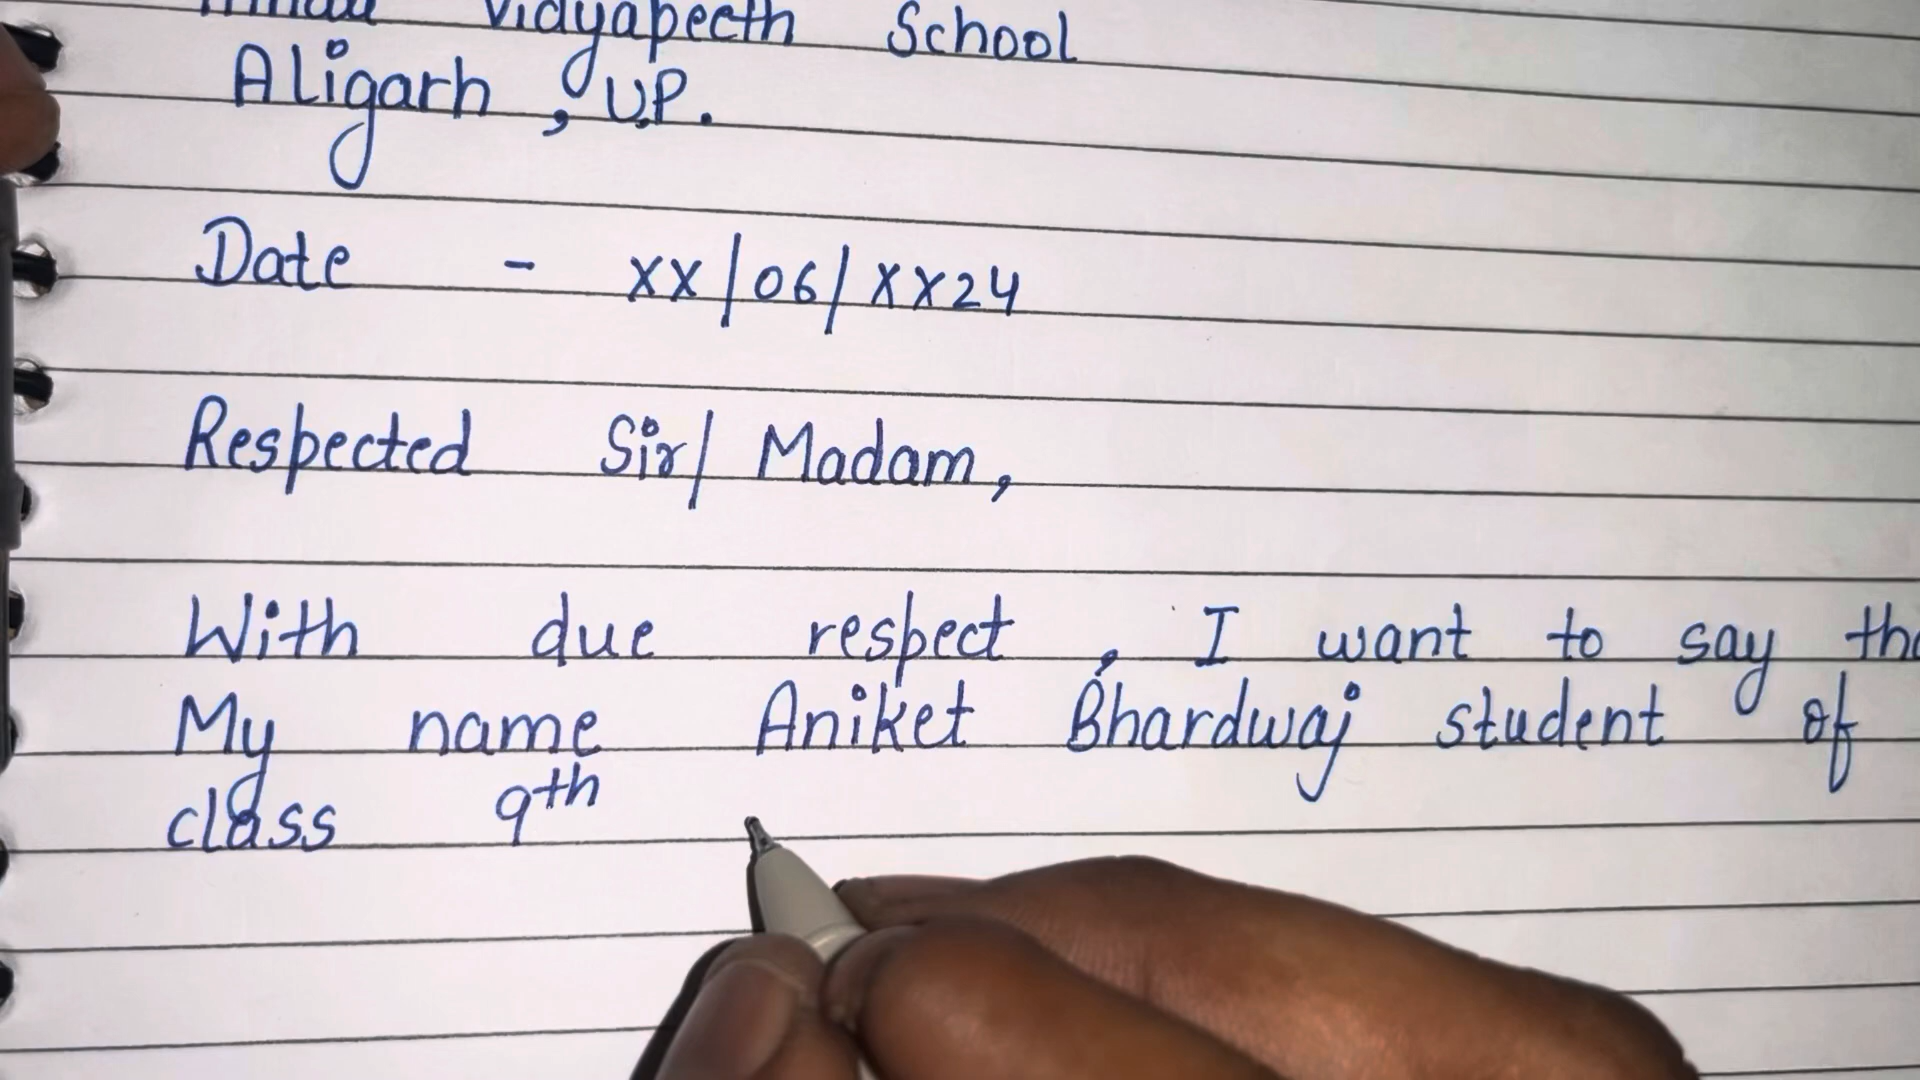 Vidyapeeth School
Aligarh , U.P.
Date - XX/06/XX24
Respected Sir/ Madam,
With due respect , I want to say
My name Aniket Bhardwaj student of
class 9th